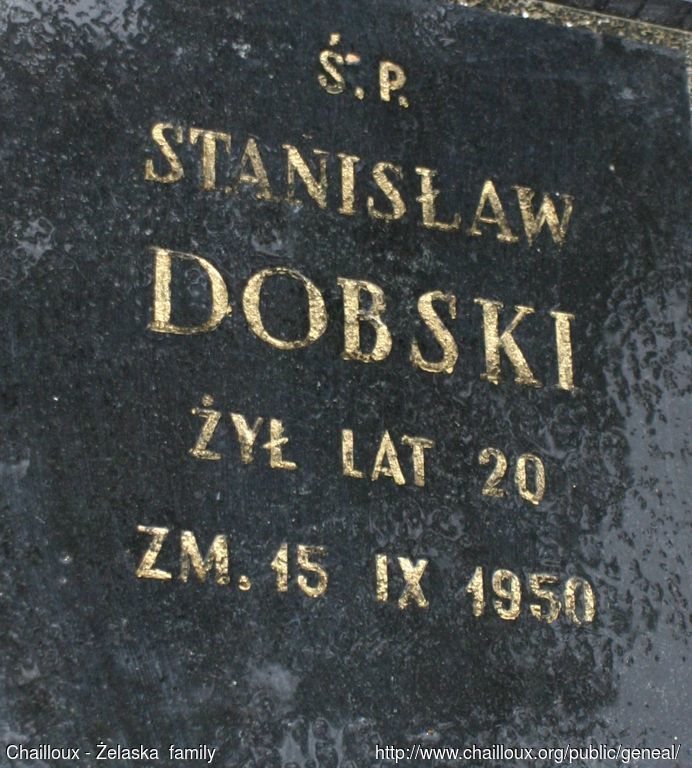 Ś.P.
STANISŁAW
DOBSKI
ŻYŁ LAT 20
ZM. 15 IX 1950
Chailloux - Żelaska family
http://www.chailloux.org/public/geneal/